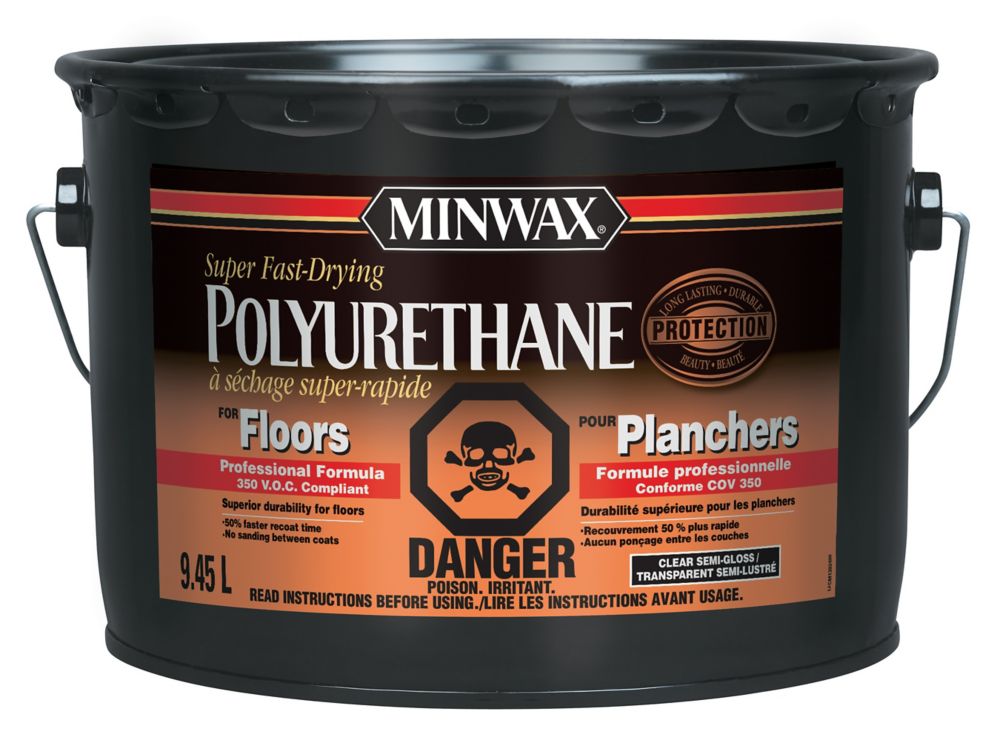 MINWAX®
Super Fast-Drying
POLYURETHANE
à séchage super-rapide
LONG LASTING • DURABLE
PROTECTION
BEAUTY • BEAUTÉ
FOR Floors
Professional Formula
350 V.O.C. Compliant
Superior durability for floors
•50% faster recoat time
•No sanding between coats
POUR Planchers
Formule professionnelle
Conforme COV 350
Durabilité supérieure pour les planchers
•Recouvrement 50 % plus rapide
•Aucun ponçage entre les couches
DANGER
POISON. IRRITANT.
CLEAR SEMI-GLOSS/
TRANSPARENT SEMI-LUSTRÉ
9.45 L
READ INSTRUCTIONS BEFORE USING./LIRE LES INSTRUCTIONS AVANT USAGE.